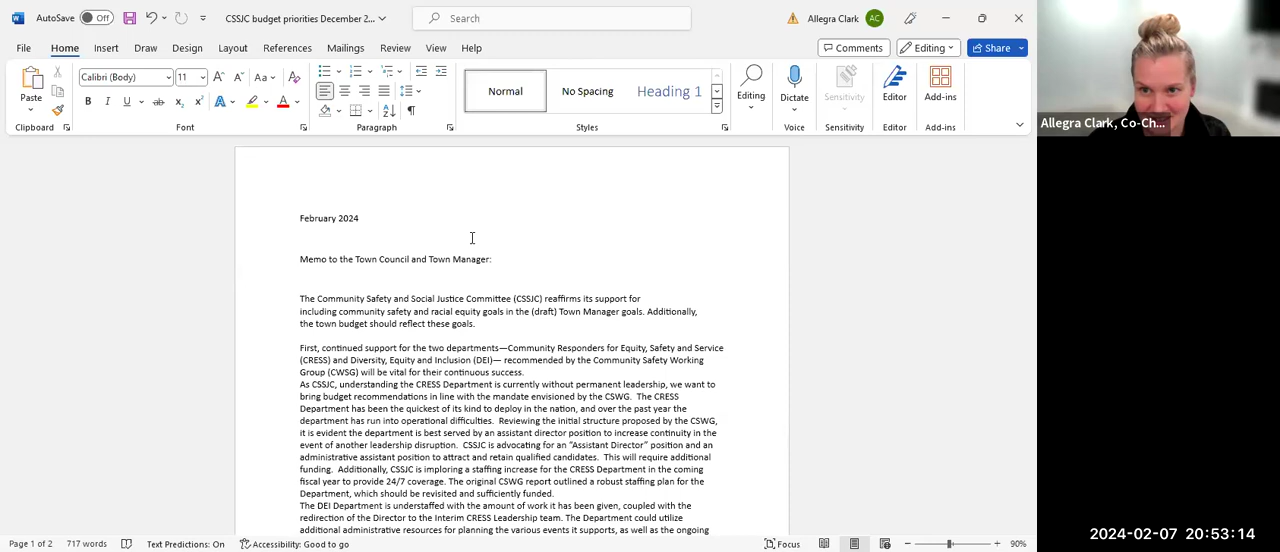 AutoSave Off CSSJC budget priorities December 2... Search Allegra Clark AC
File Home Insert Draw Design Layout References Mailings Review View Help Comments Editing Share
Calibri (Body) 11 A A Aa A
Paste B I U ab x₂ x² A A Normal No Spacing Heading 1 Editing Dictate Sensitivity Editor Add-ins
Clipboard Font Paragraph Styles Voice Sensitivity Editor Add-ins
Allegra Clark, Co-Ch...
February 2024
Memo to the Town Council and Town Manager:
The Community Safety and Social Justice Committee (CSSJC) reaffirms its support for
including community safety and racial equity goals in the (draft) Town Manager goals. Additionally,
the town budget should reflect these goals.
First, continued support for the two departments—Community Responders for Equity, Safety and Service
(CRESS) and Diversity, Equity and Inclusion (DEI)— recommended by the Community Safety Working
Group (CWSG) will be vital for their continuous success.
As CSSJC, understanding the CRESS Department is currently without permanent leadership, we want to
bring budget recommendations in line with the mandate envisioned by the CSWG. The CRESS
Department has been the quickest of its kind to deploy in the nation, and over the past year the
department has run into operational difficulties. Reviewing the initial structure proposed by the CSWG,
it is evident the department is best served by an assistant director position to increase continuity in the
event of another leadership disruption. CSSJC is advocating for an "Assistant Director" position and an
administrative assistant position to attract and retain qualified candidates. This will require additional
funding. Additionally, CSSJC is imploring a staffing increase for the CRESS Department in the coming
fiscal year to provide 24/7 coverage. The original CSWG report outlined a robust staffing plan for the
Department, which should be revisited and sufficiently funded.
The DEI Department is understaffed with the amount of work it has been given, coupled with the
redirection of the Director to the Interim CRESS Leadership team. The Department could utilize
additional administrative resources for planning the various events it supports, as well as the ongoing
Page 1 of 2 717 words Text Predictions: On Accessibility: Good to go Focus 90%
2024-02-07 20:53:14